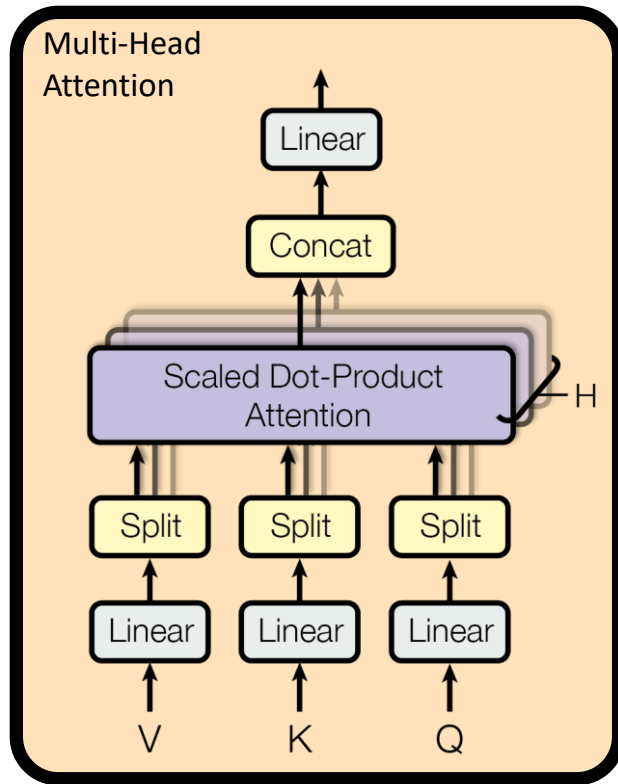 Multi-Head
Attention
Linear
Concat
Scaled Dot-Product
Attention
H
Split Split Split
Linear Linear Linear
V K Q